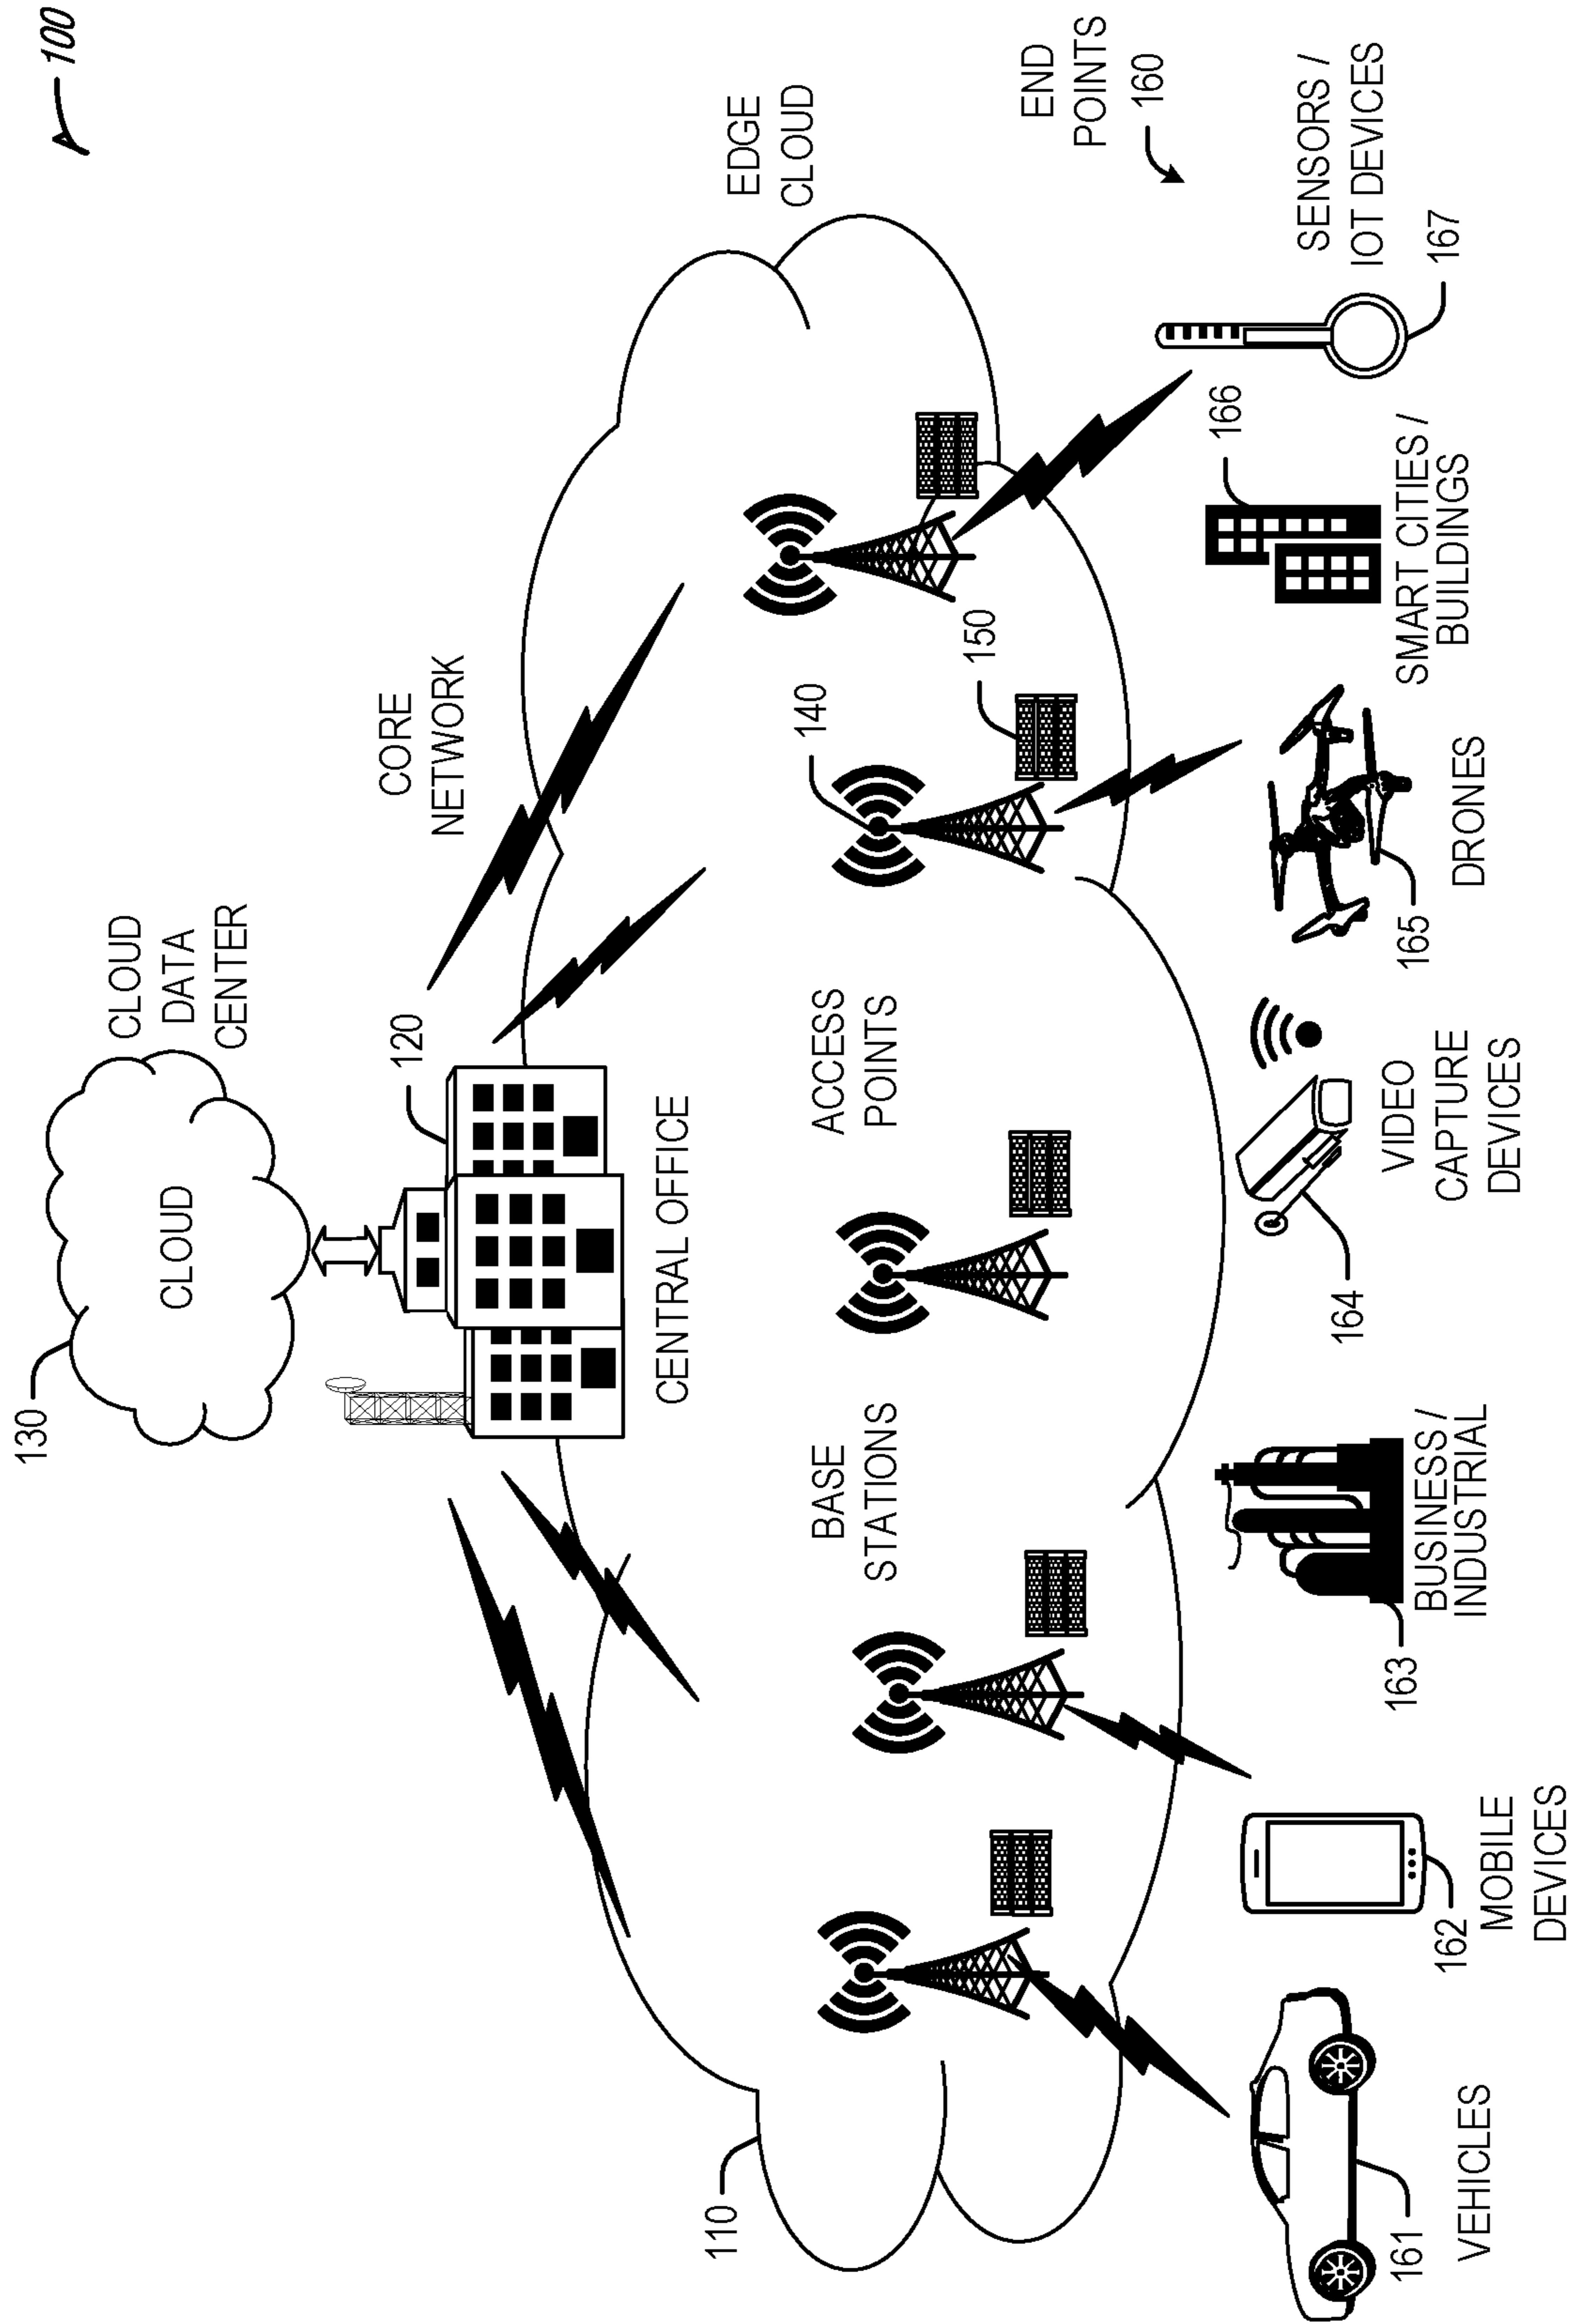 100
130
CLOUD
CLOUD
DATA
CENTER
120
CENTRAL OFFICE
CORE
NETWORK
EDGE
CLOUD
110
BASE
STATIONS
ACCESS
POINTS
140
150
END
POINTS
160
161
VEHICLES
162
MOBILE
DEVICES
163
BUSINESS /
INDUSTRIAL
164
VIDEO
CAPTURE
DEVICES
165
DRONES
166
SMART CITIES /
BUILDINGS
SENSORS /
IOT DEVICES
167